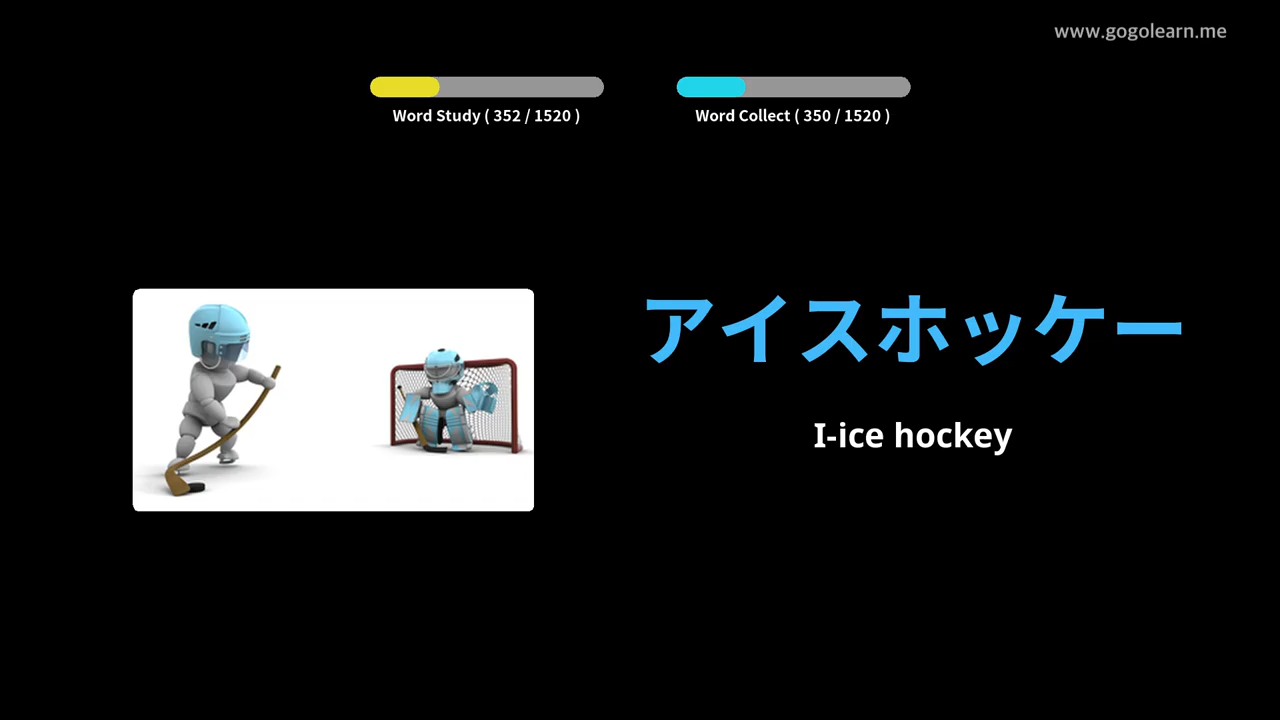 www.gogolearn.me
Word Study ( 352 / 1520 )
Word Collect ( 350 / 1520 )
アイスホッケー
I-ice hockey